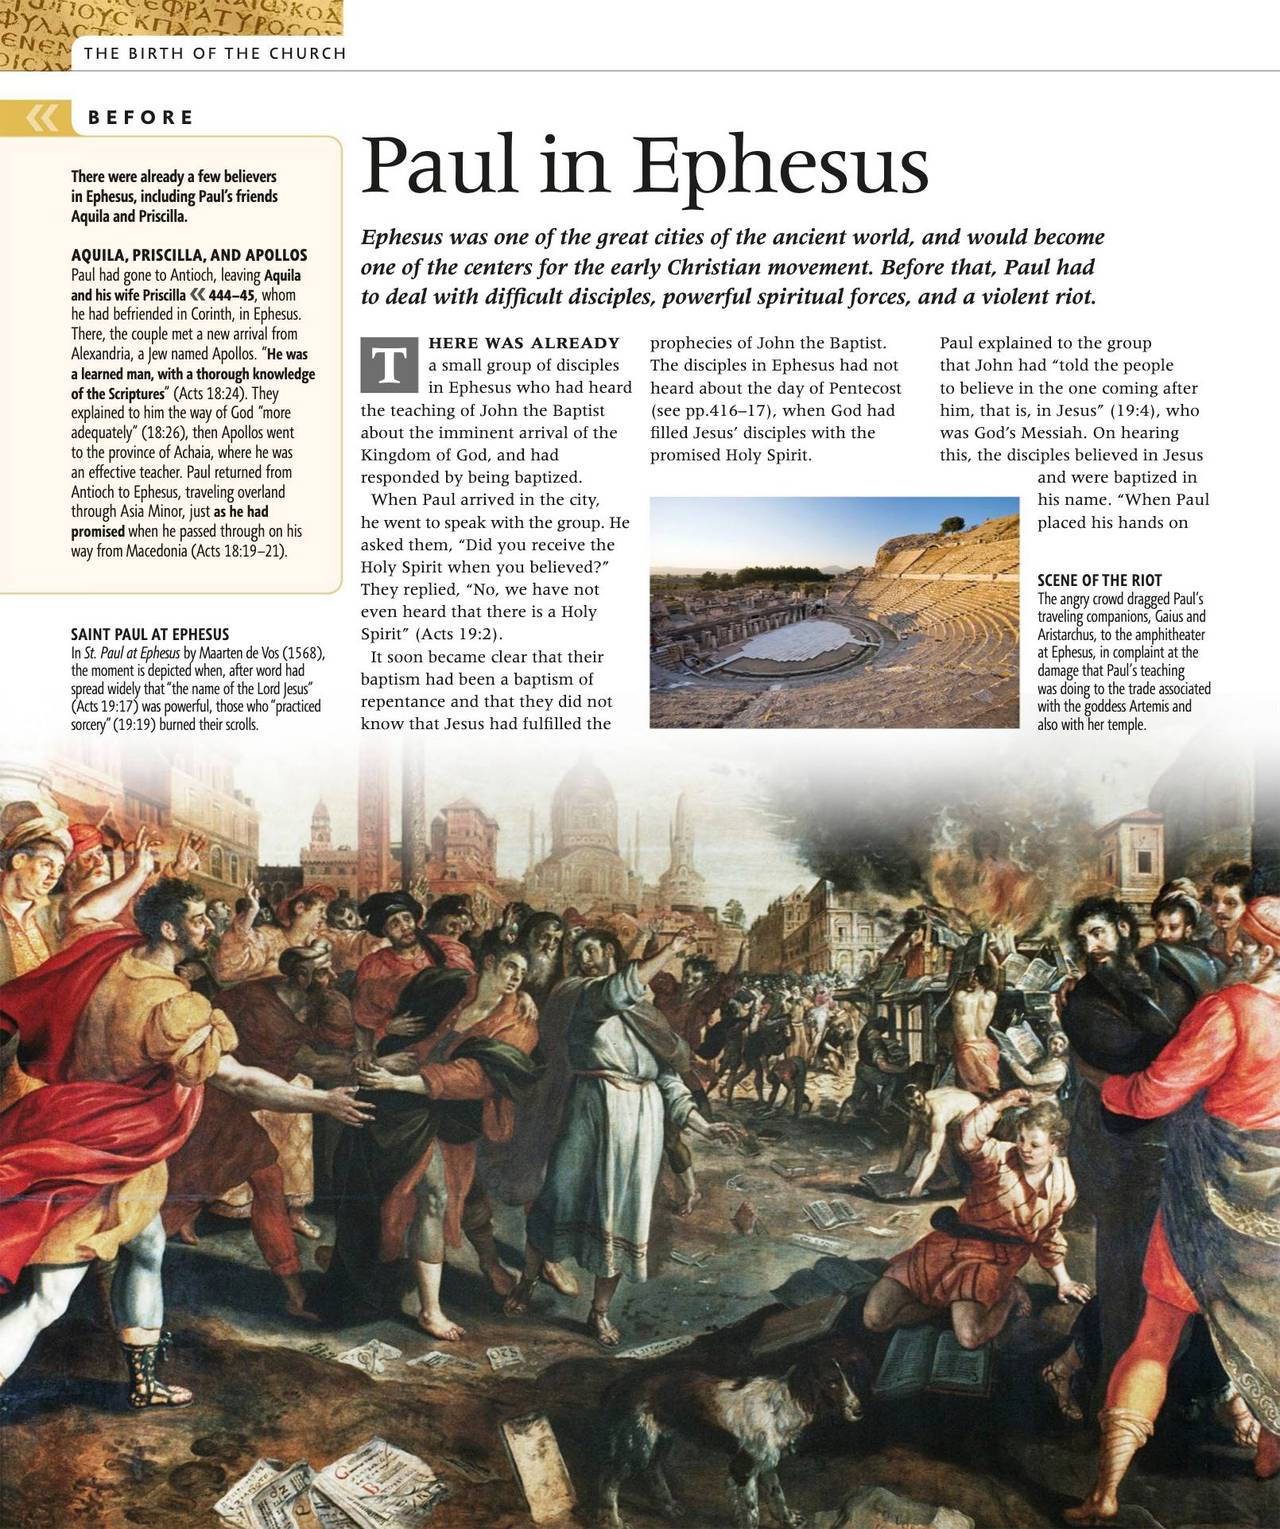 THE BIRTH OF THE CHURCH
BEFORE
There were already a few believers
in Ephesus, including Paul's friends
Aquila and Priscilla.
AQUILA, PRISCILLA, AND APOLLOS
Paul had gone to Antioch, leaving Aquila
and his wife Priscilla « 444–45, whom
he had befriended in Corinth, in Ephesus.
There, the couple met a new arrival from
Alexandria, a Jew named Apollos. “He was
a learned man, with a thorough knowledge
of the Scriptures” (Acts 18:24). They
explained to him the way of God “more
adequately” (18:26), then Apollos went
to the province of Achaia, where he was
an effective teacher. Paul returned from
Antioch to Ephesus, traveling overland
through Asia Minor, just as he had
promised when he passed through on his
way from Macedonia (Acts 18:19–21).
SAINT PAUL AT EPHESUS
In St. Paul at Ephesus by Maarten de Vos (1568),
the moment is depicted when, after word had
spread widely that “the name of the Lord Jesus”
(Acts 19:17) was powerful, those who “practiced
sorcery” (19:19) burned their scrolls.
Paul in Ephesus
Ephesus was one of the great cities of the ancient world, and would become
one of the centers for the early Christian movement. Before that, Paul had
to deal with difficult disciples, powerful spiritual forces, and a violent riot.
THERE WAS ALREADY
a small group of disciples
in Ephesus who had heard
the teaching of John the Baptist
about the imminent arrival of the
Kingdom of God, and had
responded by being baptized.
When Paul arrived in the city,
he went to speak with the group. He
asked them, “Did you receive the
Holy Spirit when you believed?”
They replied, “No, we have not
even heard that there is a Holy
Spirit” (Acts 19:2).
It soon became clear that their
baptism had been a baptism of
repentance and that they did not
know that Jesus had fulfilled the
prophecies of John the Baptist.
The disciples in Ephesus had not
heard about the day of Pentecost
(see pp.416–17), when God had
filled Jesus’ disciples with the
promised Holy Spirit.
Paul explained to the group
that John had “told the people
to believe in the one coming after
him, that is, in Jesus” (19:4), who
was God’s Messiah. On hearing
this, the disciples believed in Jesus
and were baptized in
his name. “When Paul
placed his hands on
SCENE OF THE RIOT
The angry crowd dragged Paul’s
traveling companions, Gaius and
Aristarchus, to the amphitheater
at Ephesus, in complaint at the
damage that Paul’s teaching
was doing to the trade associated
with the goddess Artemis and
also with her temple.